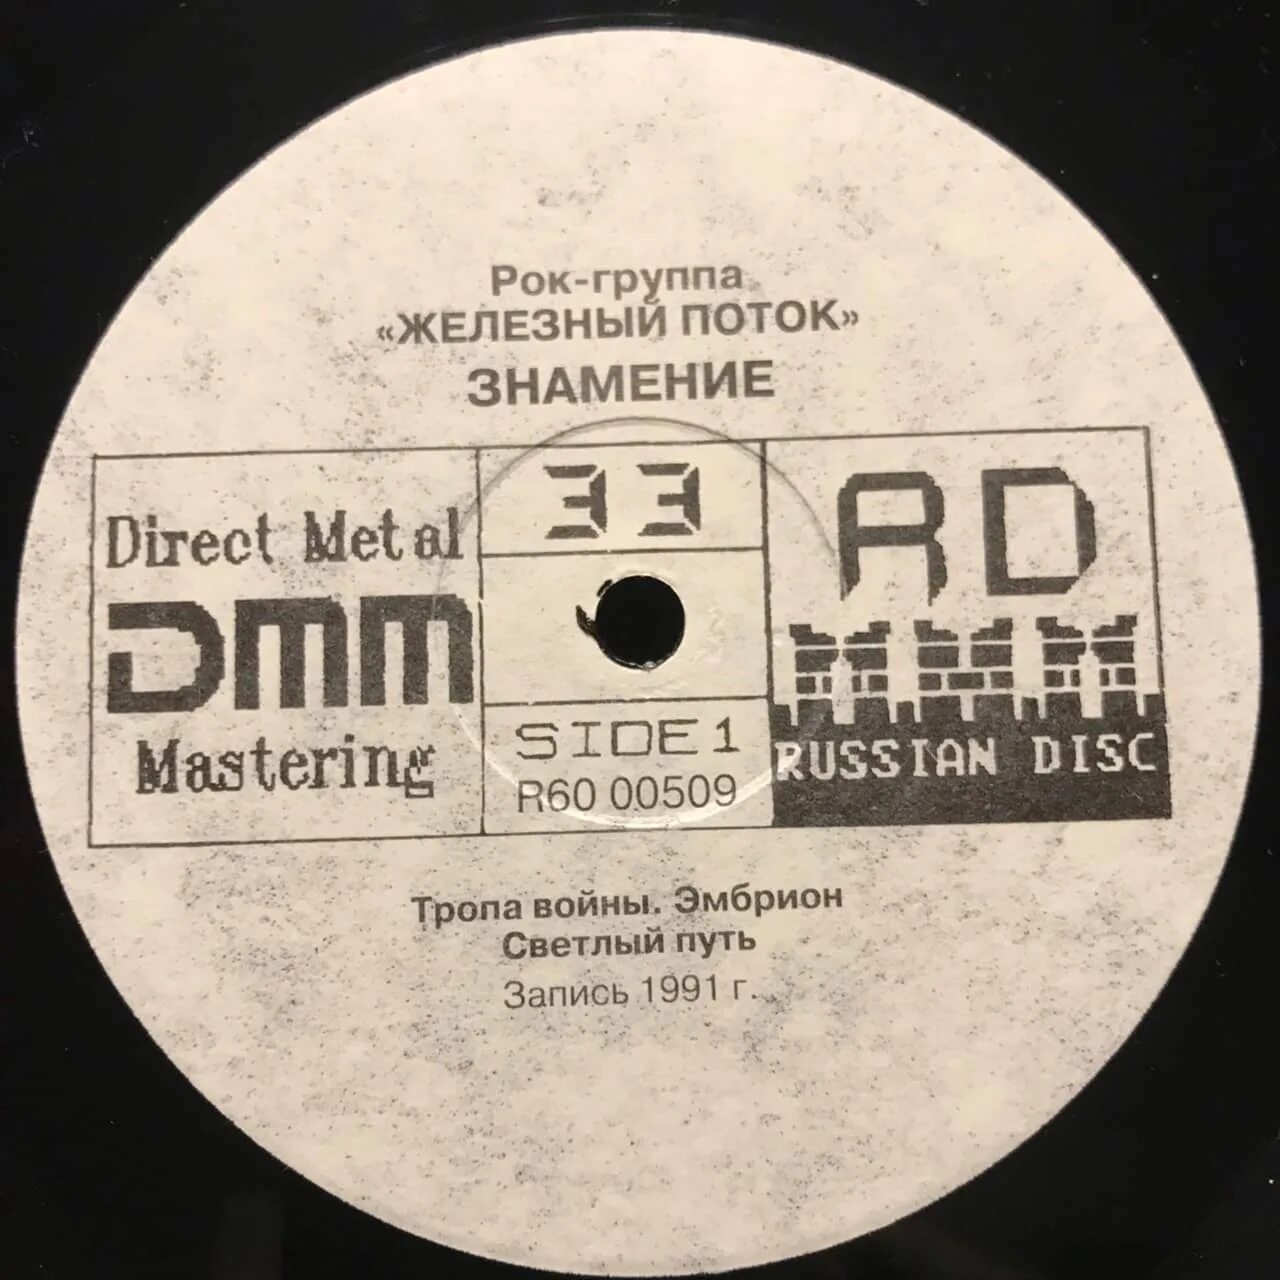 Рок-группа
«ЖЕЛЕЗНЫЙ ПОТОК»
ЗНАМЕНИЕ
Direct Metal
DMM
Mastering
33
SIDE 1
R60 00509
RD
RUSSIAN DISC
Тропа войны. Эмбрион
Светлый путь
Запись 1991 г.